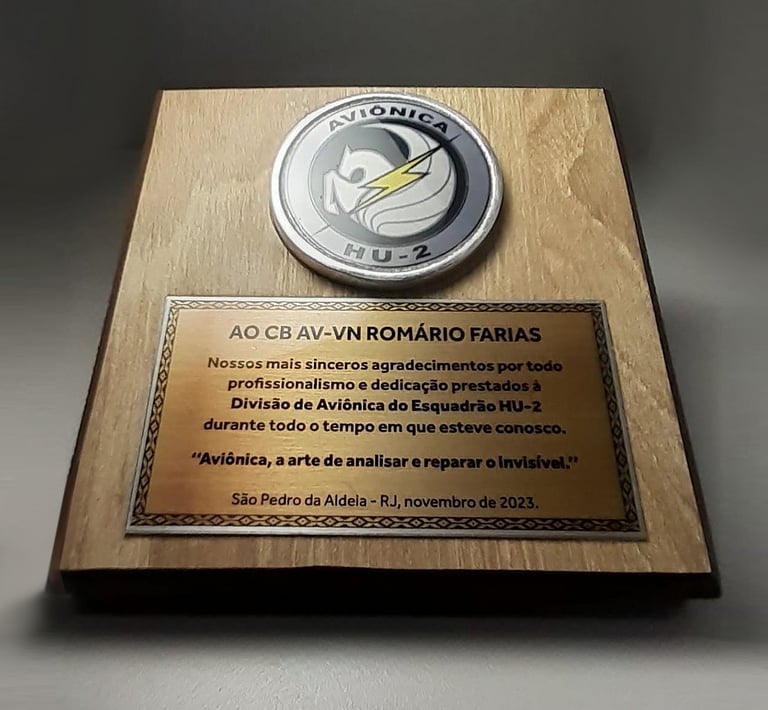 AVIÔNICA
HU-2
AO CB AV-VN ROMÁRIO FARIAS
Nossos mais sinceros agradecimentos por todo
profissionalismo e dedicação prestados à
Divisão de Aviônica do Esquadrão HU-2
durante todo o tempo em que esteve conosco.
“Aviônica, a arte de analisar e reparar o invisível.”
São Pedro da Aldeia - RJ, novembro de 2023.